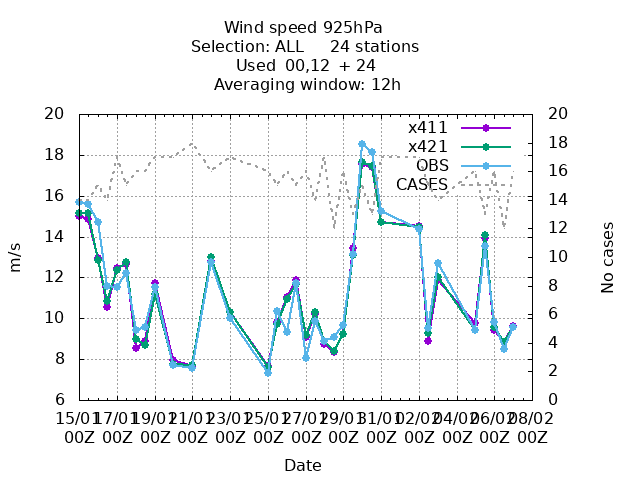 Wind speed 925hPa
Selection: ALL 24 stations
Used 00,12 + 24
Averaging window: 12h
20 20
18 18
16 16
14 14
12 12
10 10
8 8
6 6
4
2
0
m/s
No cases
x411
x421
OBS
CASES
15/01 17/01 19/01 21/01 23/01 25/01 27/01 29/01 31/01 02/02 04/02 06/02 08/02
00Z 00Z 00Z 00Z 00Z 00Z 00Z 00Z 00Z 00Z 00Z 00Z 00Z
Date